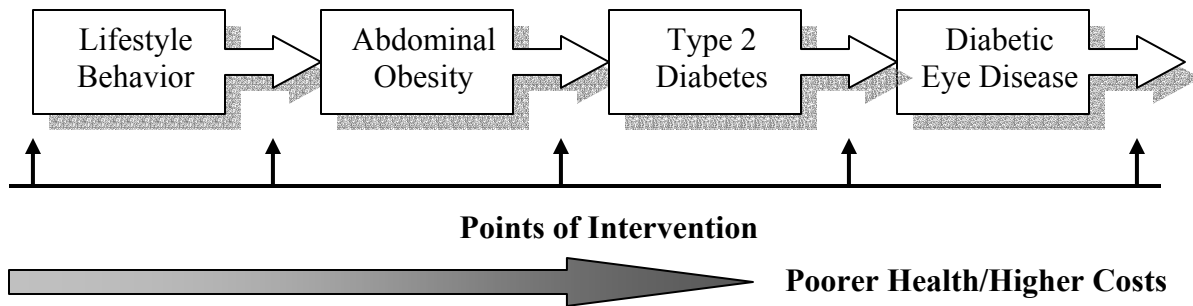 Lifestyle
Behavior
Abdominal
Obesity
Type 2
Diabetes
Diabetic
Eye Disease
Points of Intervention
Poorer Health/Higher Costs